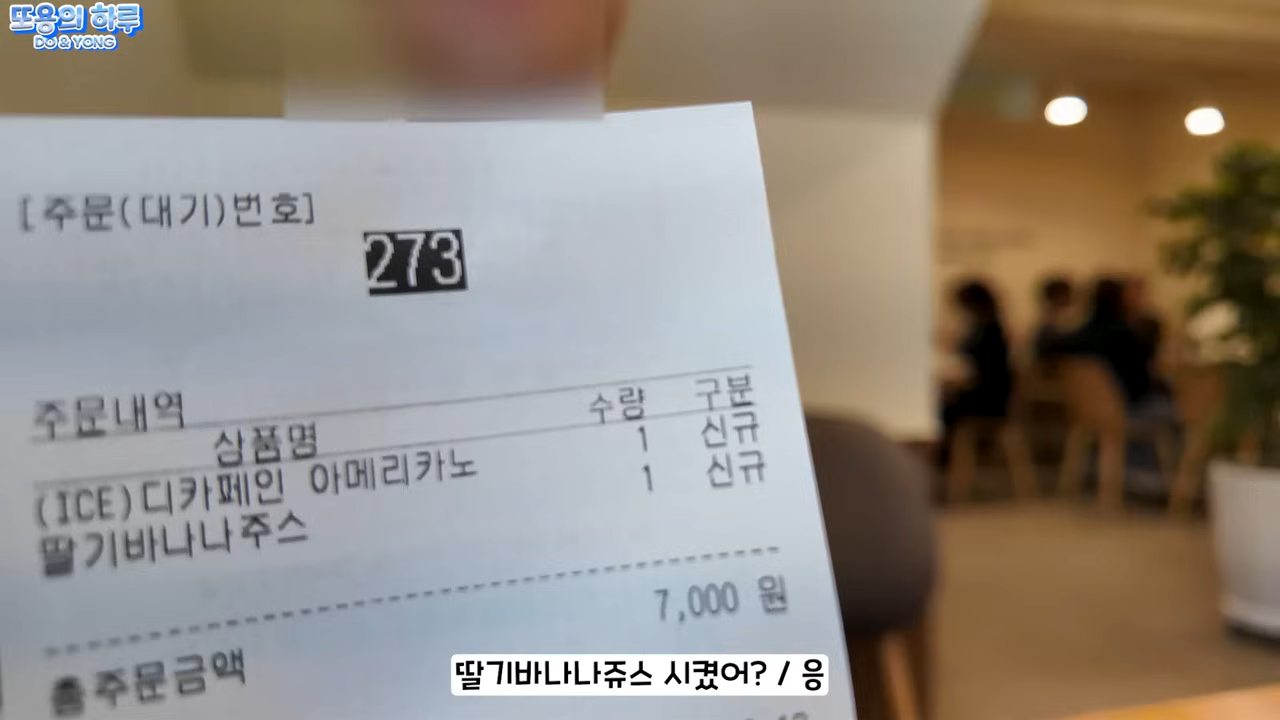 또용의 하루
DO & YONG
[주문(대기)번호]
273
주문내역
상품명 수량 구분
(ICE)디카페인 아메리카노 1 신규
딸기바나나주스 1 신규
총주문금액 7,000 원
딸기바나나쥬스 시켰어? / 응